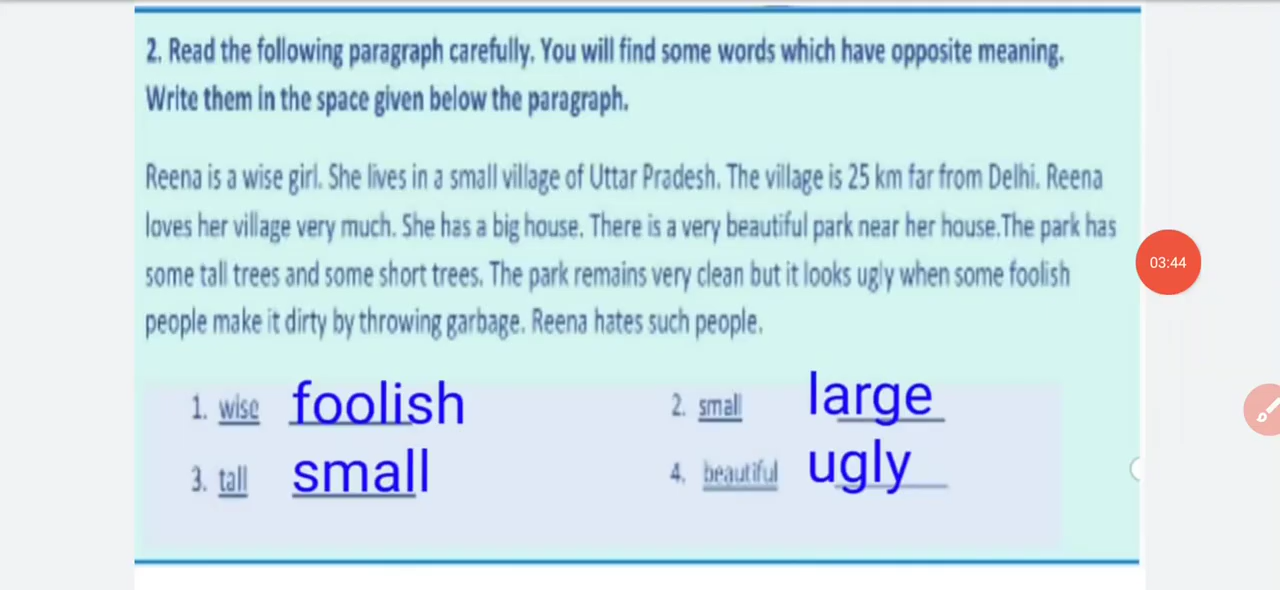 2. Read the following paragraph carefully. You will find some words which have opposite meaning.
Write them in the space given below the paragraph.
Reena is a wise girl. She lives in a small village of Uttar Pradesh. The village is 25 km far from Delhi. Reena
loves her village very much. She has a big house. There is a very beautiful park near her house.The park has
some tall trees and some short trees. The park remains very clean but it looks ugly when some foolish
people make it dirty by throwing garbage. Reena hates such people.
1. wise foolish 2. small large
3. tall small 4. beautiful ugly
03:44